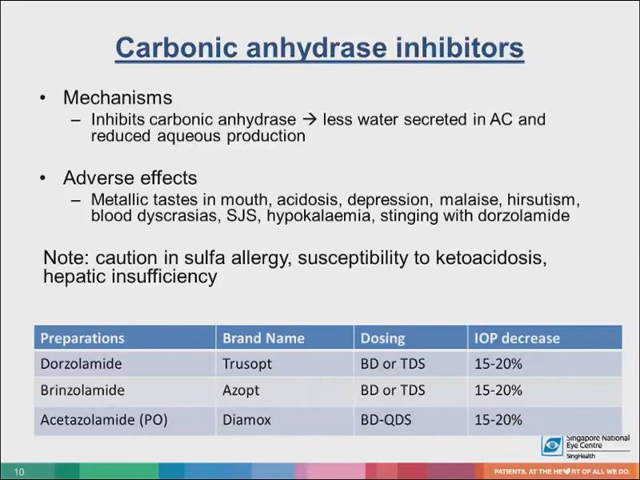 Carbonic anhydrase inhibitors
• Mechanisms
– Inhibits carbonic anhydrase → less water secreted in AC and
reduced aqueous production
• Adverse effects
– Metallic tastes in mouth, acidosis, depression, malaise, hirsutism,
blood dyscrasias, SJS, hypokalaemia, stinging with dorzolamide
Note: caution in sulfa allergy, susceptibility to ketoacidosis,
hepatic insufficiency
Preparations Brand Name Dosing IOP decrease
Dorzolamide Trusopt BD or TDS 15-20%
Brinzolamide Azopt BD or TDS 15-20%
Acetazolamide (PO) Diamox BD-QDS 15-20%
Singapore National
Eye Centre
SingHealth
10 PATIENTS. AT THE HE♥RT OF ALL WE DO.